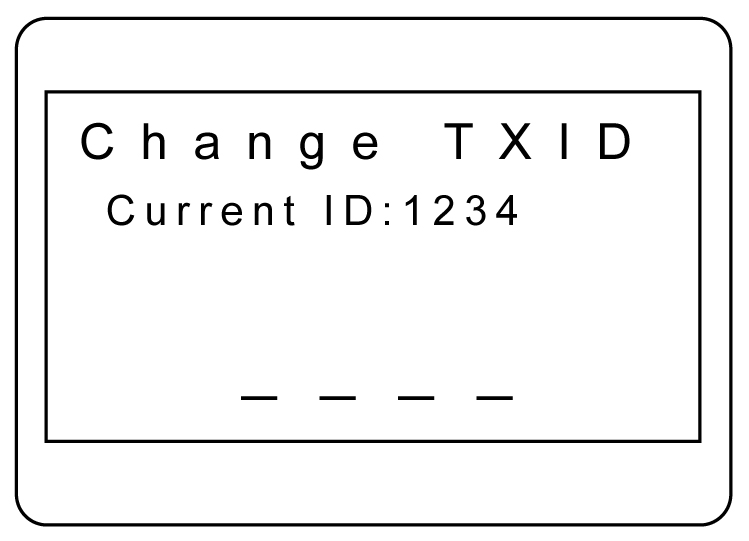 Change TXID
Current ID:1234
_ _ _ _